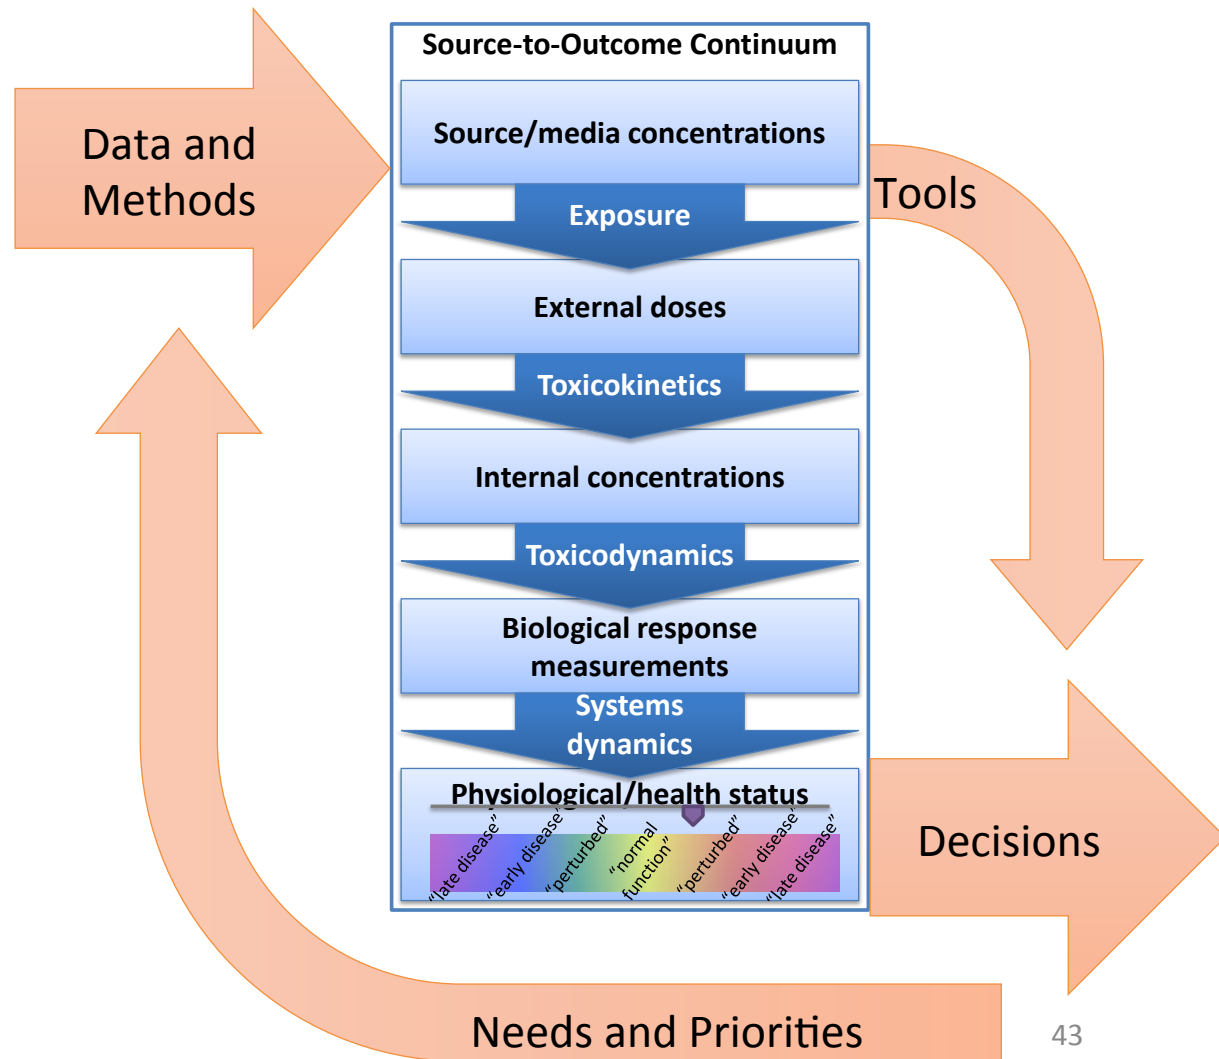 Source-to-Outcome Continuum
Data and
Methods
Source/media concentrations
Tools
Exposure
External doses
Toxicokinetics
Internal concentrations
Toxicodynamics
Biological response
measurements
Systems
dynamics
Physiological/health status
“late disease”
“early disease”
“perturbed”
“normal
function”
“perturbed”
“early disease”
“late disease”
Decisions
Needs and Priorities
43